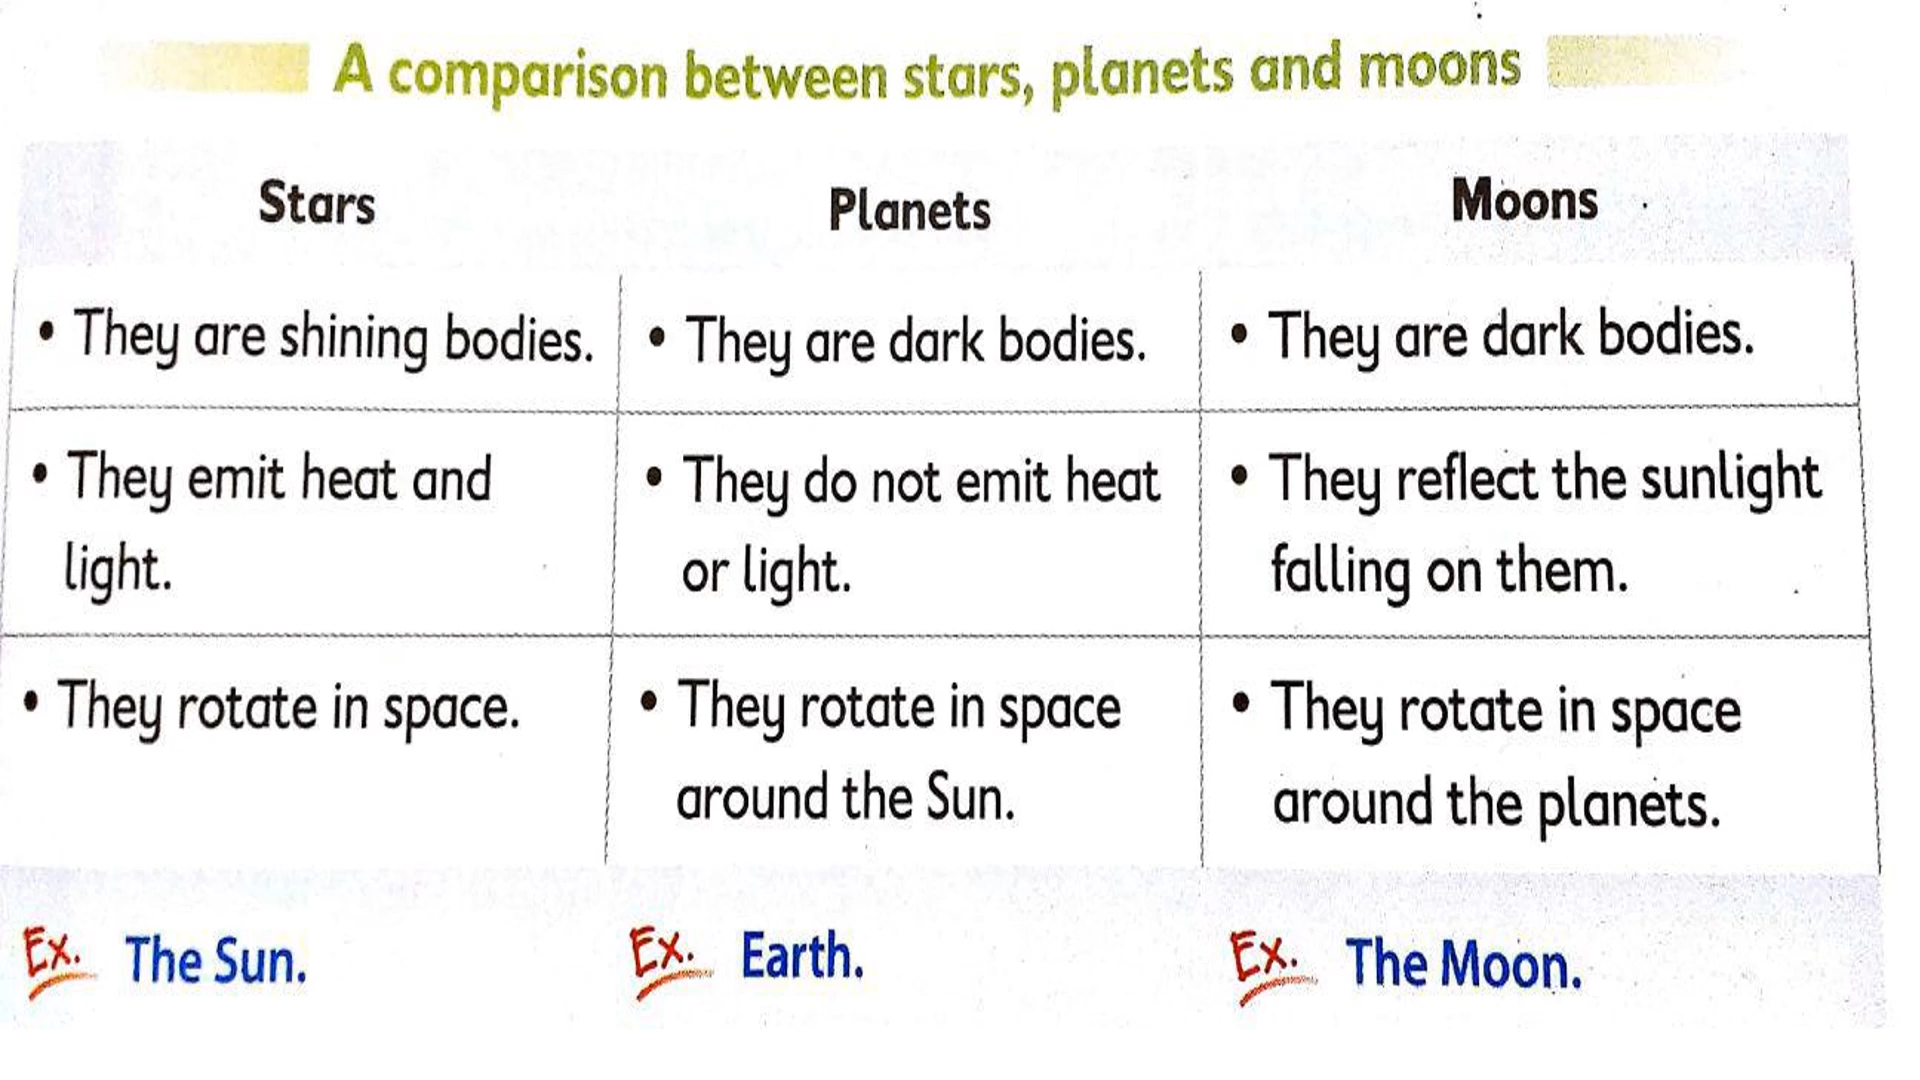 A comparison between stars, planets and moons
Stars
Planets
Moons
• They are shining bodies.
• They are dark bodies.
• They are dark bodies.
• They emit heat and
light.
• They do not emit heat
or light.
• They reflect the sunlight
falling on them.
• They rotate in space.
• They rotate in space
around the Sun.
• They rotate in space
around the planets.
Ex. The Sun.
Ex. Earth.
Ex. The Moon.